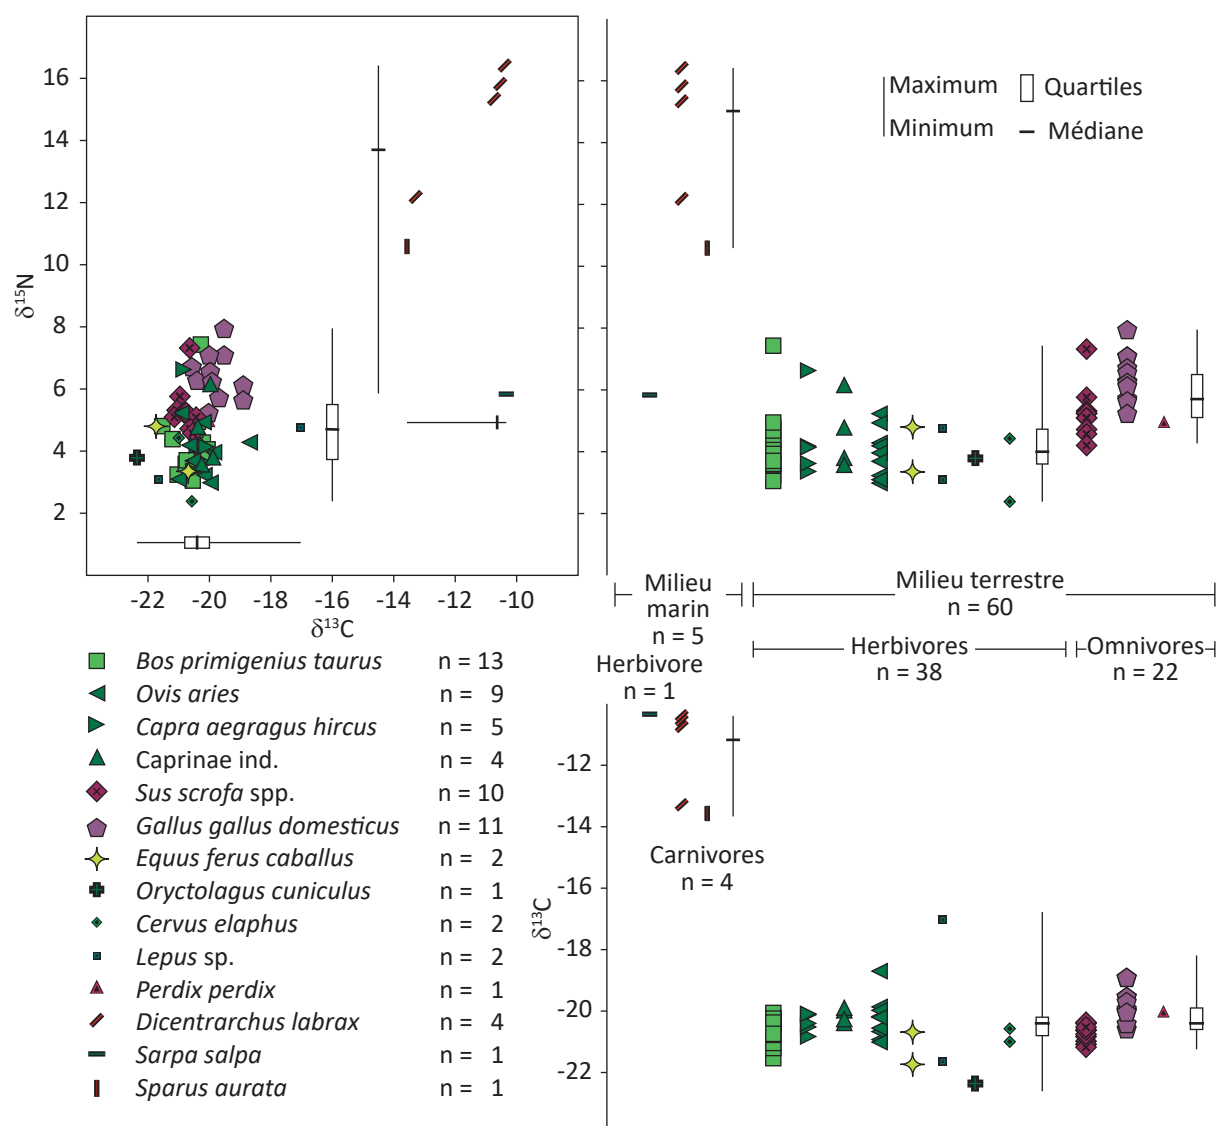 16
14
12
10
8
6
4
2
δ¹⁵N
-22 -20 -18 -16 -14 -12 -10
δ¹³C
Maximum
Minimum
Quartiles
Médiane
Milieu
marin
n = 5
Milieu terrestre
n = 60
Herbivore
n = 1
Herbivores
n = 38
Omnivores
n = 22
Bos primigenius taurus n = 13
Ovis aries n = 9
Capra aegragus hircus n = 5
Caprinae ind. n = 4
Sus scrofa spp. n = 10
Gallus gallus domesticus n = 11
Equus ferus caballus n = 2
Oryctolagus cuniculus n = 1
Cervus elaphus n = 2
Lepus sp. n = 2
Perdix perdix n = 1
Dicentrarchus labrax n = 4
Sarpa salpa n = 1
Sparus aurata n = 1
Carnivores
n = 4
-12
-14
-16
-18
-20
-22
δ¹³C